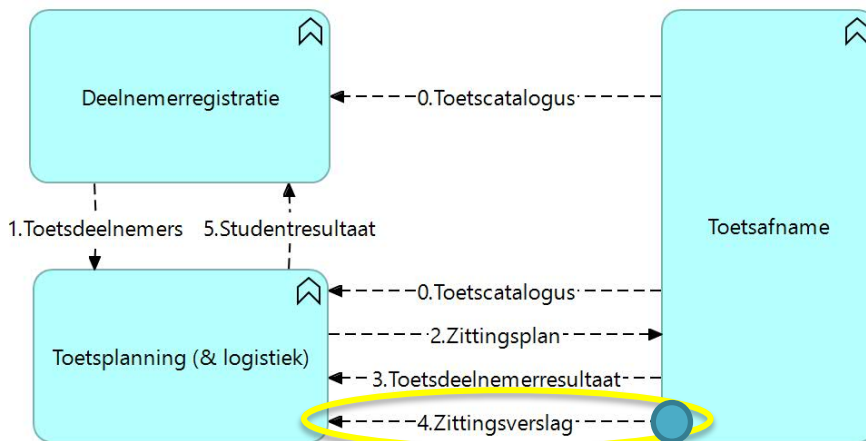 Deelnemerregistratie
0.Toetscatalogus
1.Toetsdeelnemers
5.Studentresultaat
Toetsafname
0.Toetscatalogus
2.Zittingsplan
Toetsplanning (& logistiek)
3.Toetsdeelnemerresultaat
4.Zittingsverslag